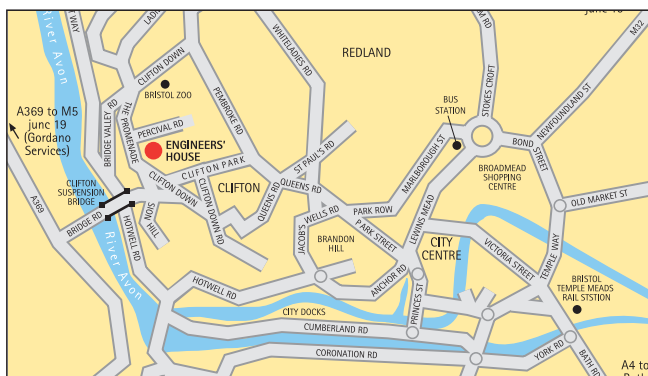 River Avon
WAY
LADI
WHITELADIES RD
REDLAND
M RD
June 18
M32
CLIFTON DOWN
BRISTOL ZOO
PEMBROKE RD
STOKES CROFT
NEWFOUNDLAND ST
A369 to M5
junc 19
(Gordano
Services)
BRIDGE VALLEY RD
THE PROMENADE
PERCIVAL RD
ENGINEERS'
HOUSE
BUS
STATION
MARLBOROUGH ST
BOND
STREET
ST PAUL'S RD
CLIFTON PARK
CLIFTON
SUSPENSION
BRIDGE
CLIFTON DOWN
CLIFTON DOWN RD
CLIFTON
QUEENS RD
QUEENS RD
BROADMEAD
SHOPPING
CENTRE
OLD MARKET ST
A369
BRIDGE RD
HOTWELL RD
SION
HILL
JACOB'S
WELLS RD
PARK ROW
PARK STREET
LEWINS MEAD
BRANDON
HILL
CITY
CENTRE
VICTORIA STREET
TEMPLE WAY
River Avon
HOTWELL RD
ANCHOR RD
PRINCES ST
BRISTOL
TEMPLE MEADS
RAIL STSTION
CITY DOCKS
CUMBERLAND RD
CORONATION RD
YORK RD
BATH RD
A4 to